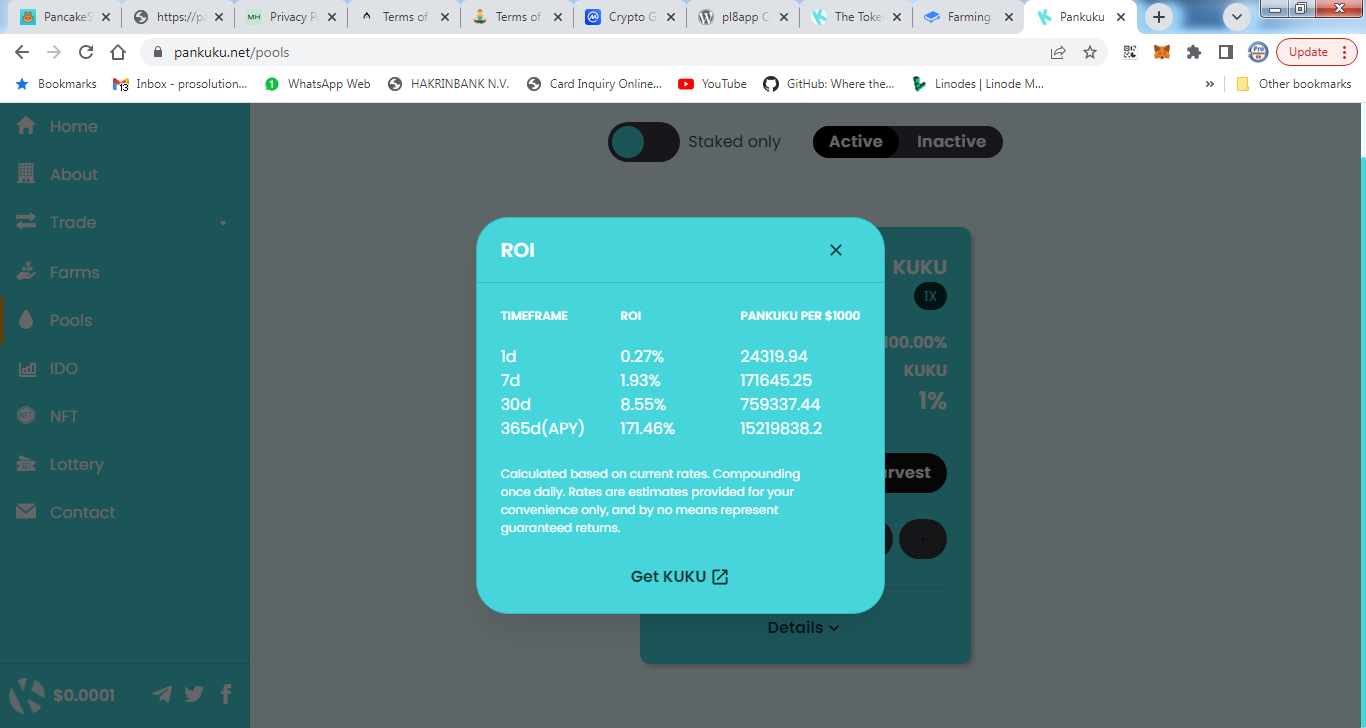 PancakeS
https://pa
MH Privacy P
Terms of
Terms of
Crypto G
pl8app C
The Toke
Farming
Pankuku
pankuku.net/pools
Update
Bookmarks
13 Inbox - prosolution...
1 WhatsApp Web
HAKRINBANK N.V.
Card Inquiry Online...
YouTube
GitHub: Where the...
Linodes | Linode M...
»
Other bookmarks
Home
About
Trade
Farms
Pools
IDO
NFT
Lottery
Contact
$0.0001
Staked only
Active Inactive
KUKU
1X
100.00%
KUKU
1%
rvest
+
Details
ROI
TIMEFRAME ROI PANKUKU PER $1000
1d 0.27% 24319.94
7d 1.93% 171645.25
30d 8.55% 759337.44
365d(APY) 171.46% 15219838.2
Calculated based on current rates. Compounding
once daily. Rates are estimates provided for your
convenience only, and by no means represent
guaranteed returns.
Get KUKU